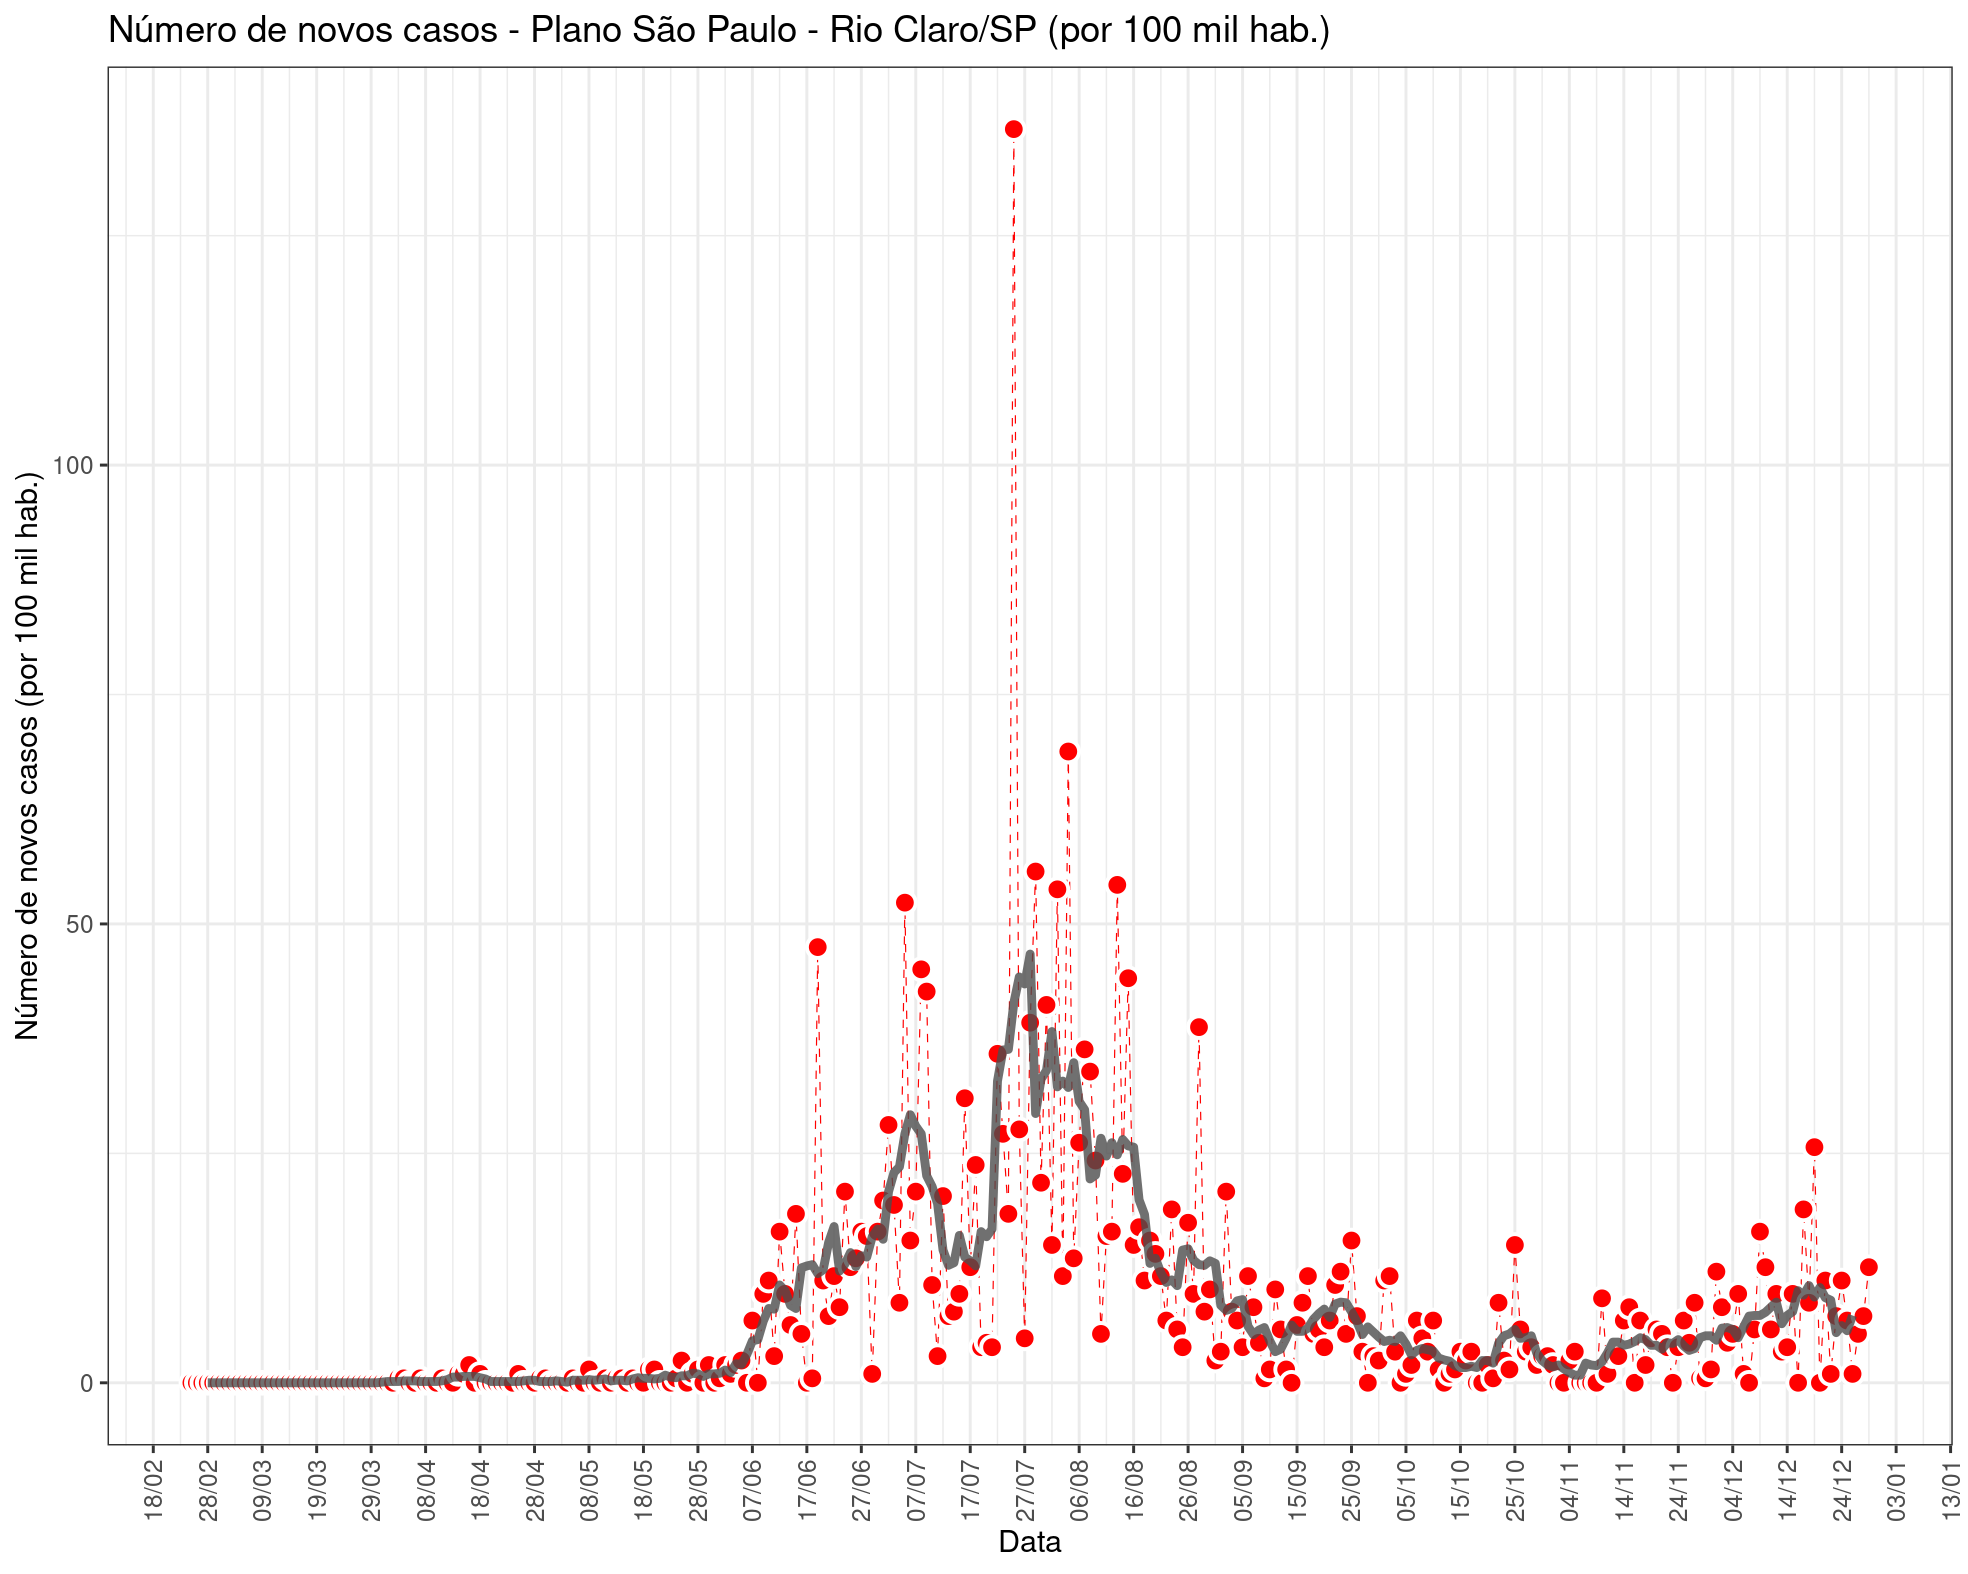 Número de novos casos - Plano São Paulo - Rio Claro/SP (por 100 mil hab.)
Número de novos casos (por 100 mil hab.)
100
50
0
18/02 28/02 09/03 19/03 29/03 08/04 18/04 28/04 08/05 18/05 28/05 07/06 17/06 27/06 07/07 17/07 27/07 06/08 16/08 26/08 05/09 15/09 25/09 05/10 15/10 25/10 04/11 14/11 24/11 04/12 14/12 24/12 03/01 13/01
Data